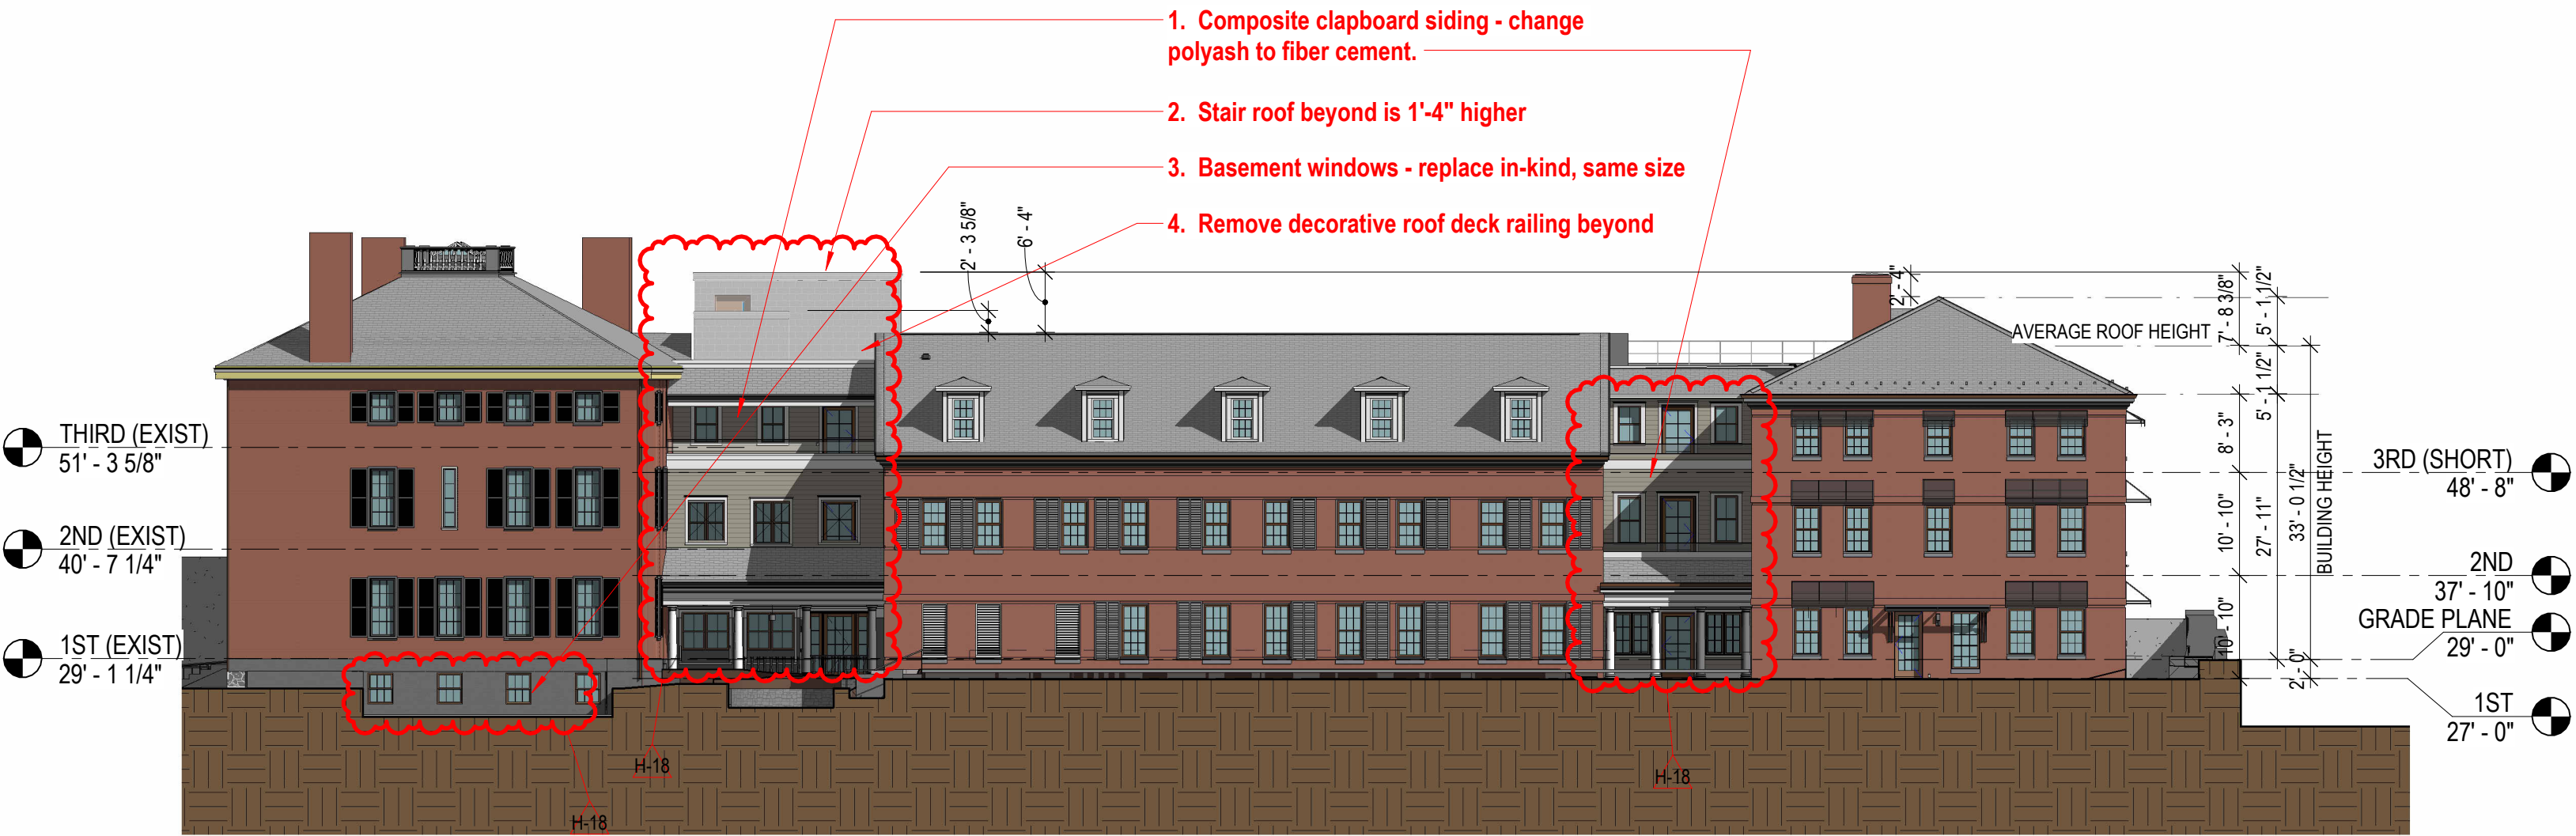 1. Composite clapboard siding - change
polyash to fiber cement.
2. Stair roof beyond is 1'-4" higher
3. Basement windows - replace in-kind, same size
4. Remove decorative roof deck railing beyond
2' - 3 5/8"
6' - 4"
2' - 4"
7' - 8 3/8"
5' - 1 1/2"
AVERAGE ROOF HEIGHT
5' - 1 1/2"
8' - 3"
10' - 10"
27' - 11"
33' - 0 1/2"
BUILDING HEIGHT
10' - 10"
2' - 0"
THIRD (EXIST)
51' - 3 5/8"
2ND (EXIST)
40' - 7 1/4"
1ST (EXIST)
29' - 1 1/4"
3RD (SHORT)
48' - 8"
2ND
37' - 10"
GRADE PLANE
29' - 0"
1ST
27' - 0"
H-18
H-18
H-18